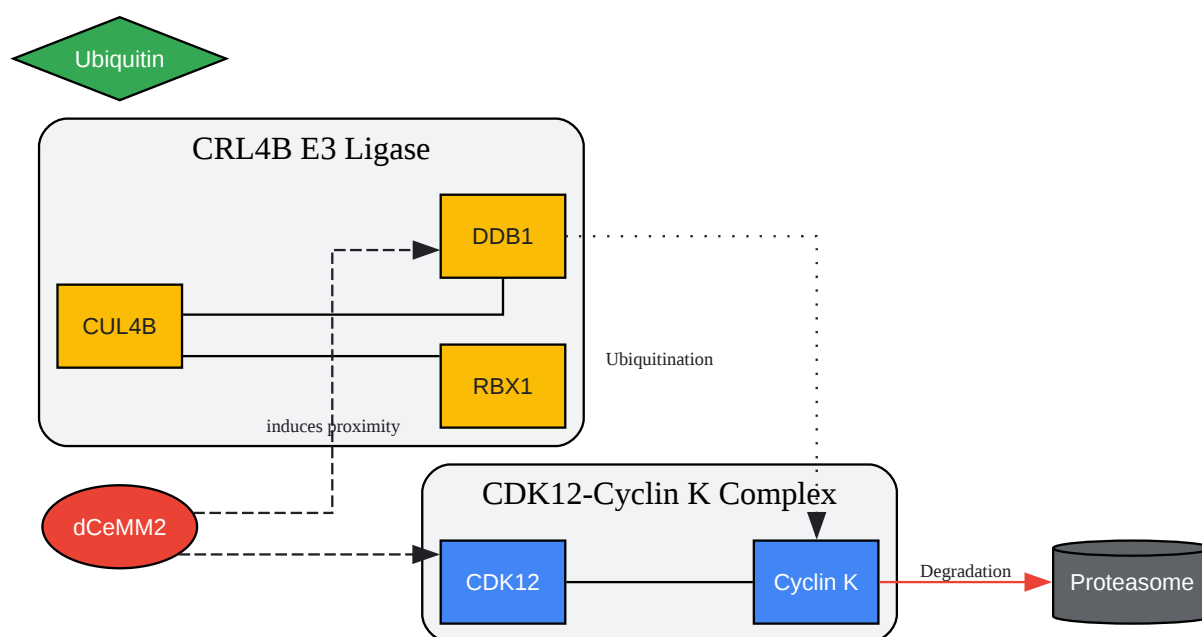 Ubiquitin
CRL4B E3 Ligase
DDB1
CUL4B
RBX1
Ubiquitination
induces proximity
CDK12-Cyclin K Complex
dCeMM2
CDK12
Cyclin K
Degradation
Proteasome